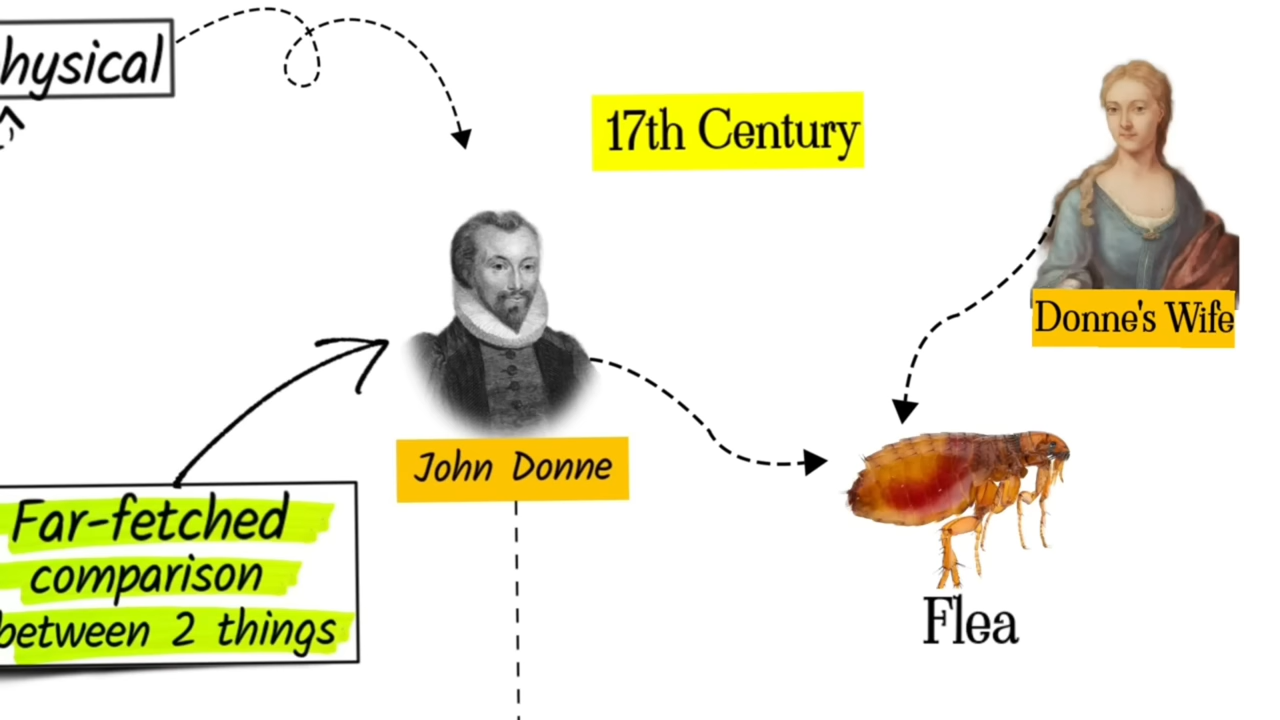 hysical
17th Century
Donne's Wife
John Donne
Far-fetched
comparison
between 2 things
Flea